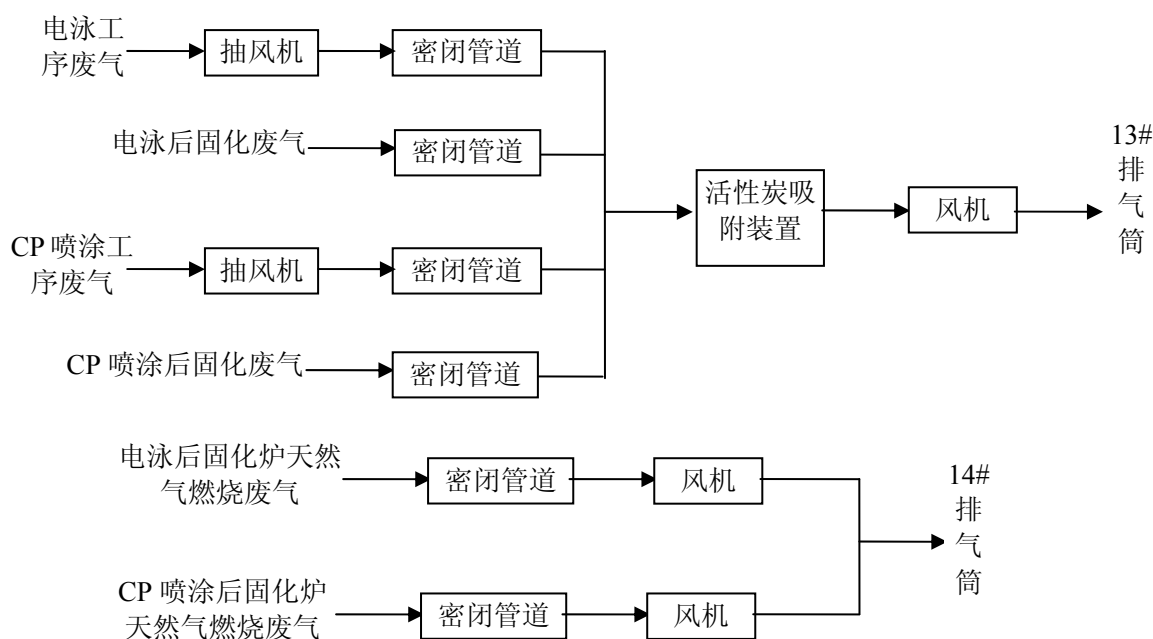 电泳工
序废气
抽风机
密闭管道
电泳后固化废气
密闭管道
CP 喷涂工
序废气
抽风机
密闭管道
CP 喷涂后固化废气
密闭管道
活性炭吸
附装置
风机
13#
排
气
筒
电泳后固化炉天然
气燃烧废气
密闭管道
风机
CP 喷涂后固化炉
天然气燃烧废气
密闭管道
风机
14#
排
气
筒